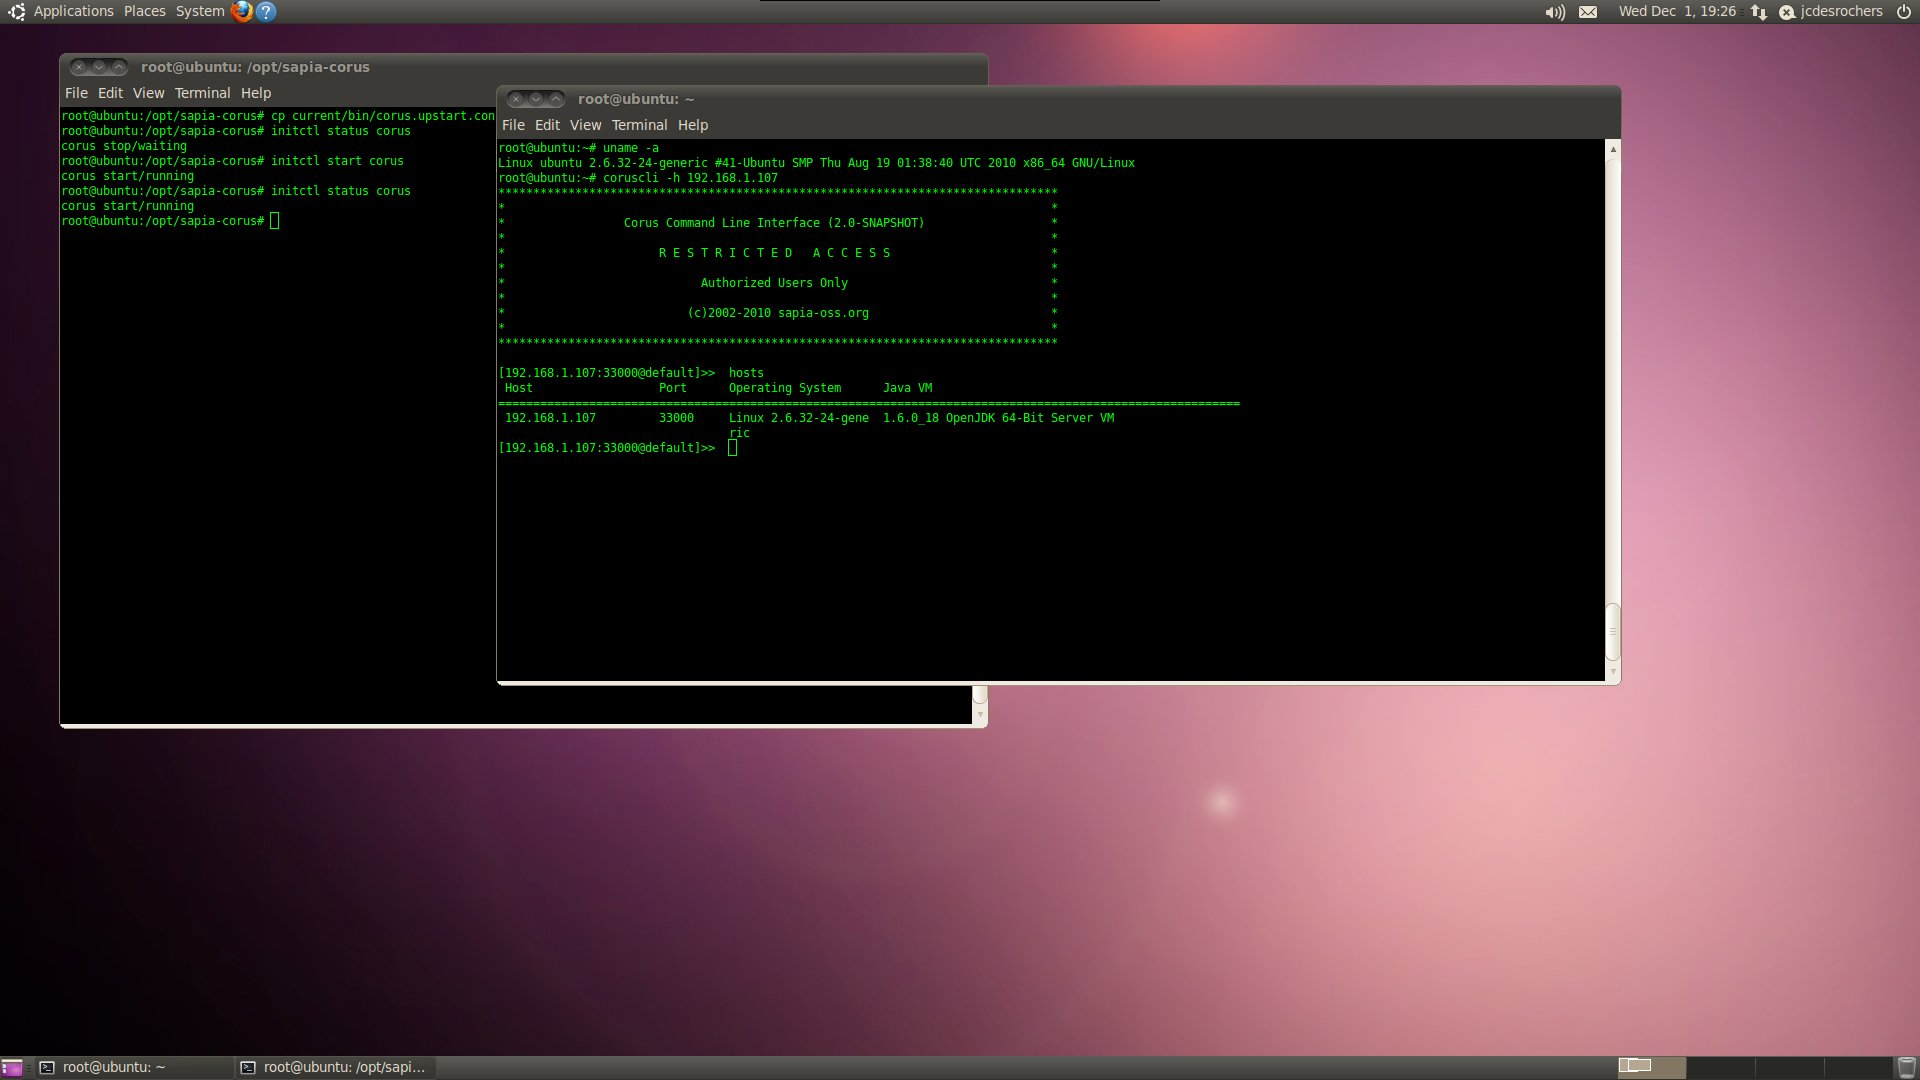 Applications Places System
Wed Dec 1, 19:26
jcdesrochers
root@ubuntu: /opt/sapia-corus
File Edit View Terminal Help
root@ubuntu:/opt/sapia-corus# cp current/bin/corus.upstart.con
root@ubuntu:/opt/sapia-corus# initctl status corus
corus stop/waiting
root@ubuntu:/opt/sapia-corus# initctl start corus
corus start/running
root@ubuntu:/opt/sapia-corus# initctl status corus
corus start/running
root@ubuntu:/opt/sapia-corus#
root@ubuntu: ~
File Edit View Terminal Help
root@ubuntu:~# uname -a
Linux ubuntu 2.6.32-24-generic #41-Ubuntu SMP Thu Aug 19 01:38:40 UTC 2010 x86_64 GNU/Linux
root@ubuntu:~# coruscli -h 192.168.1.107
********************************************************************************
* *
* Corus Command Line Interface (2.0-SNAPSHOT) *
* *
* R E S T R I C T E D   A C C E S S *
* *
* Authorized Users Only *
* *
* (c)2002-2010 sapia-oss.org *
* *
********************************************************************************
[192.168.1.107:33000@default]>> hosts
Host Port Operating System Java VM
==========================================================================================================
192.168.1.107 33000 Linux 2.6.32-24-gene 1.6.0_18 OpenJDK 64-Bit Server VM
ric
[192.168.1.107:33000@default]>>
root@ubuntu: ~
root@ubuntu: /opt/sapi...